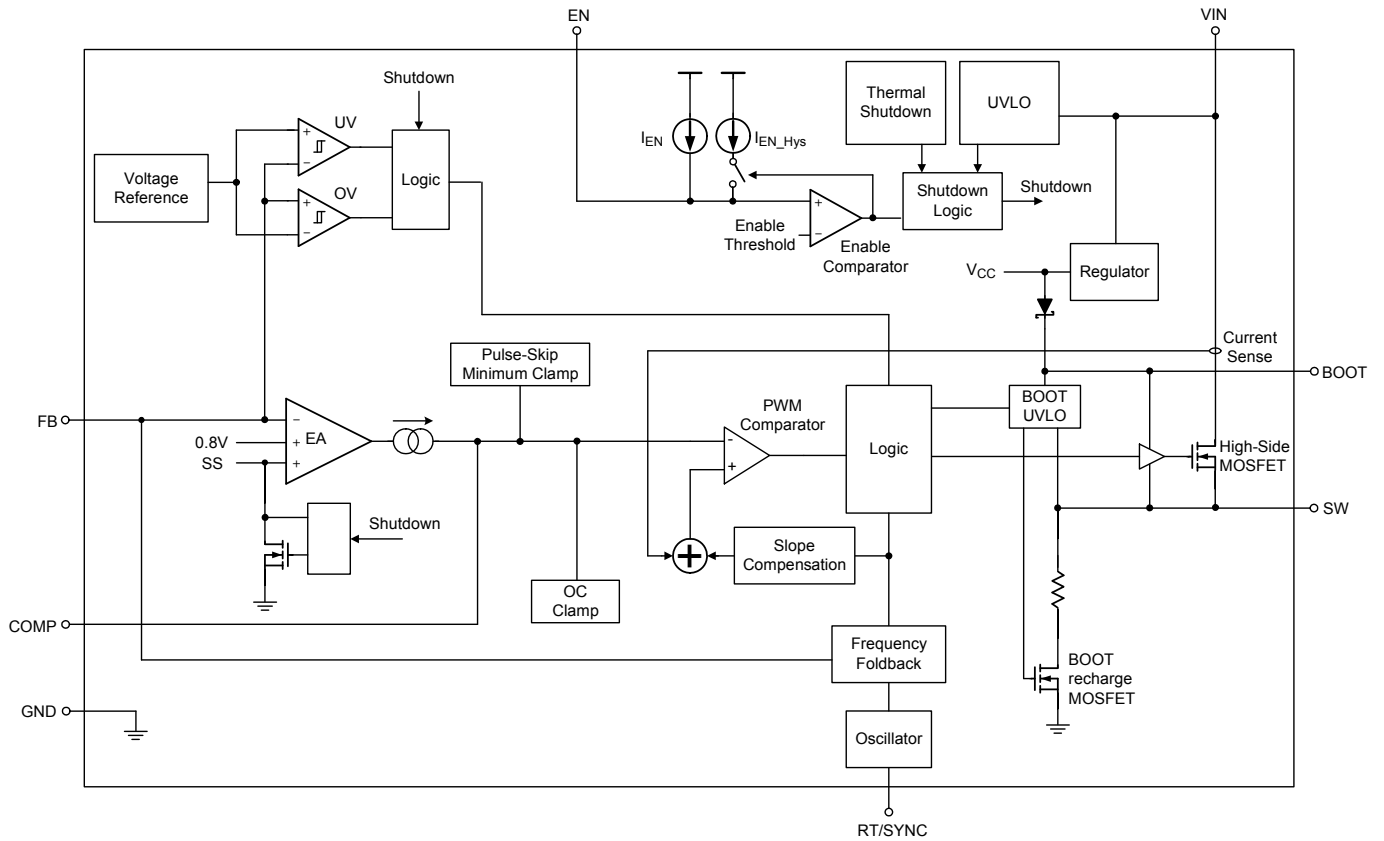 EN
VIN
Shutdown
Thermal
Shutdown
UVLO
UV
+
−
I_EN
I_EN_Hys
Voltage
Reference
Logic
OV
+
−
Shutdown
Logic
Shutdown
+
−
Enable
Threshold
Enable
Comparator
V_CC
Regulator
Current
Sense
Pulse-Skip
Minimum Clamp
BOOT
BOOT
UVLO
FB
−
0.8V
+
EA
SS
+
PWM
Comparator
-
+
Logic
High-Side
MOSFET
SW
Shutdown
+
Slope
Compensation
OC
Clamp
COMP
Frequency
Foldback
BOOT
recharge
MOSFET
GND
Oscillator
RT/SYNC